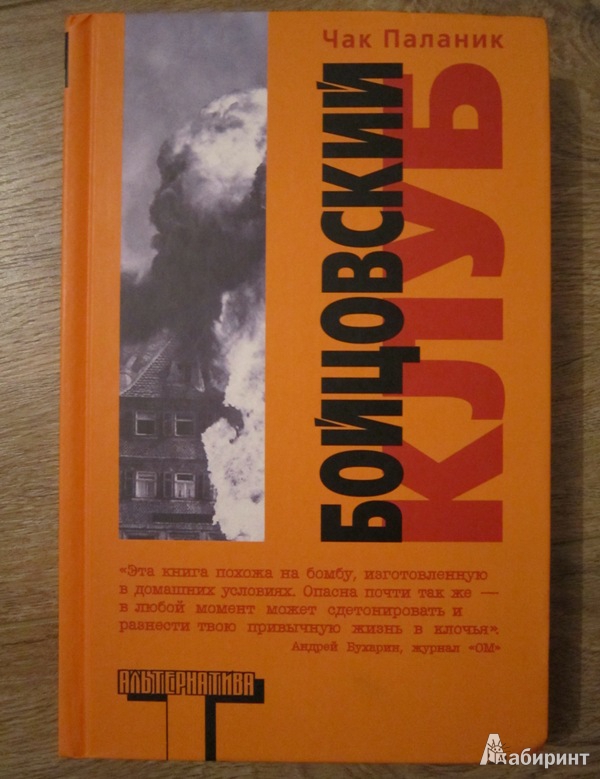 Чак Паланик
БОЙЦОВСКИЙ
КЛУБ
«Эта книга похожа на бомбу, изготовленную
в домашних условиях. Опасна почти так же —
в любой момент может сдетонировать и
разнести твою привычную жизнь в клочья».
Андрей Бухарин, журнал «ОМ»
АЛЬТЕРНАТИВА
Лабиринт